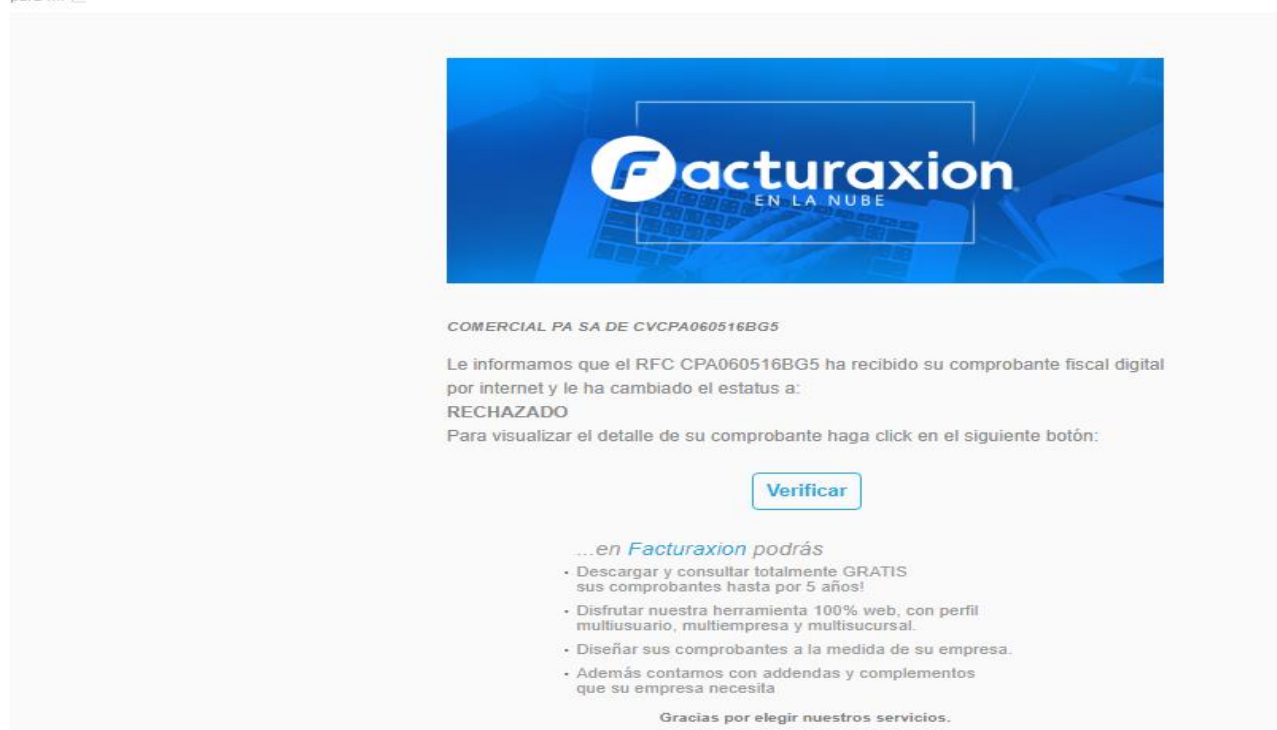 Facturaxion
EN LA NUBE
COMERCIAL PA SA DE CVCPA060516BG5
Le informamos que el RFC CPA060516BG5 ha recibido su comprobante fiscal digital
por internet y le ha cambiado el estatus a:
RECHAZADO
Para visualizar el detalle de su comprobante haga click en el siguiente botón:
Verificar
...en Facturaxion podrás
- Descargar y consultar totalmente GRATIS
sus comprobantes hasta por 5 años!
- Disfrutar nuestra herramienta 100% web, con perfil
multiusuario, multiempresa y multisucursal.
- Diseñar sus comprobantes a la medida de su empresa.
- Además contamos con addendas y complementos
que su empresa necesita
Gracias por elegir nuestros servicios.